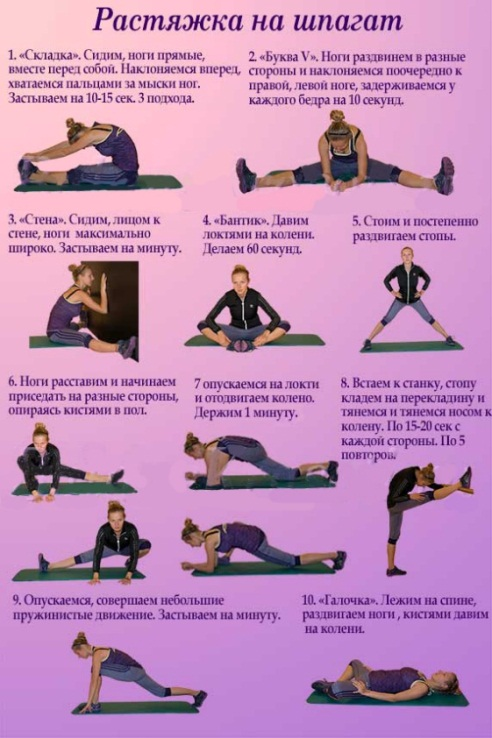 Растяжка на шпагат
1. «Складка». Сидим, ноги прямые,
вместе перед собой. Наклоняемся вперед,
хватаемся пальцами за мыски ног.
Застываем на 10-15 сек. 3 подхода.
2. «Буква V». Ноги раздвинем в разные
стороны и наклоняемся поочередно к
правой, левой ноге, задерживаемся у
каждого бедра на 10 секунд.
3. «Стена». Сидим, лицом к
стене, ноги максимально
широко. Застываем на минуту.
4. «Бантик». Давим
локтями на колени.
Делаем 60 секунд.
5. Стоим и постепенно
раздвигаем стопы.
6. Ноги расставим и начинаем
приседать на разные стороны,
опираясь кистями в пол.
7 опускаемся на локти
и отодвигаем колено.
Держим 1 минуту.
8. Встаем к станку, стопу
кладем на перекладину и
тянемся и тянемся носом к
колену. По 15-20 сек с
каждой стороны. По 5
повторов
9. Опускаемся, совершаем небольшие
пружинистые движение. Застываем на минуту.
10. «Галочка». Лежим на спине,
раздвигаем ноги , кистями давим
на колени.